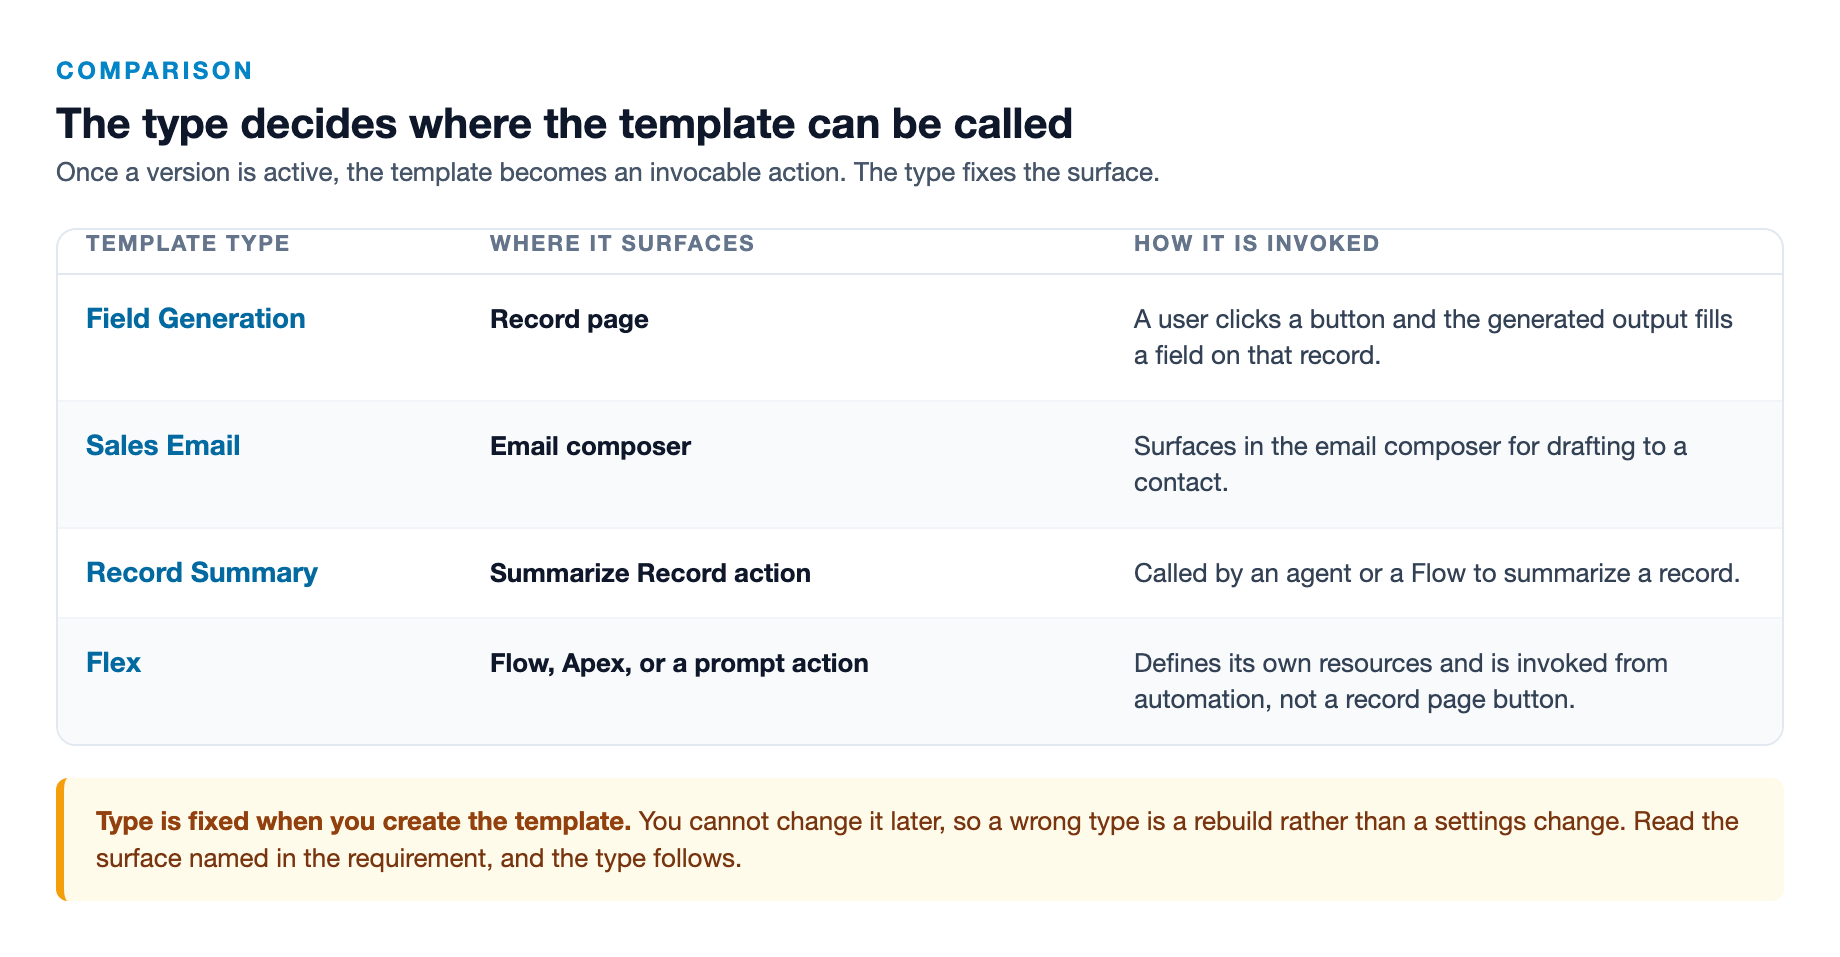 COMPARISON
The type decides where the template can be called
Once a version is active, the template becomes an invocable action. The type fixes the surface.
TEMPLATE TYPE WHERE IT SURFACES HOW IT IS INVOKED
Field Generation Record page A user clicks a button and the generated output fills
a field on that record.
Sales Email Email composer Surfaces in the email composer for drafting to a
contact.
Record Summary Summarize Record action Called by an agent or a Flow to summarize a record.
Flex Flow, Apex, or a prompt action Defines its own resources and is invoked from
automation, not a record page button.
Type is fixed when you create the template. You cannot change it later, so a wrong type is a rebuild rather than a settings change. Read the
surface named in the requirement, and the type follows.